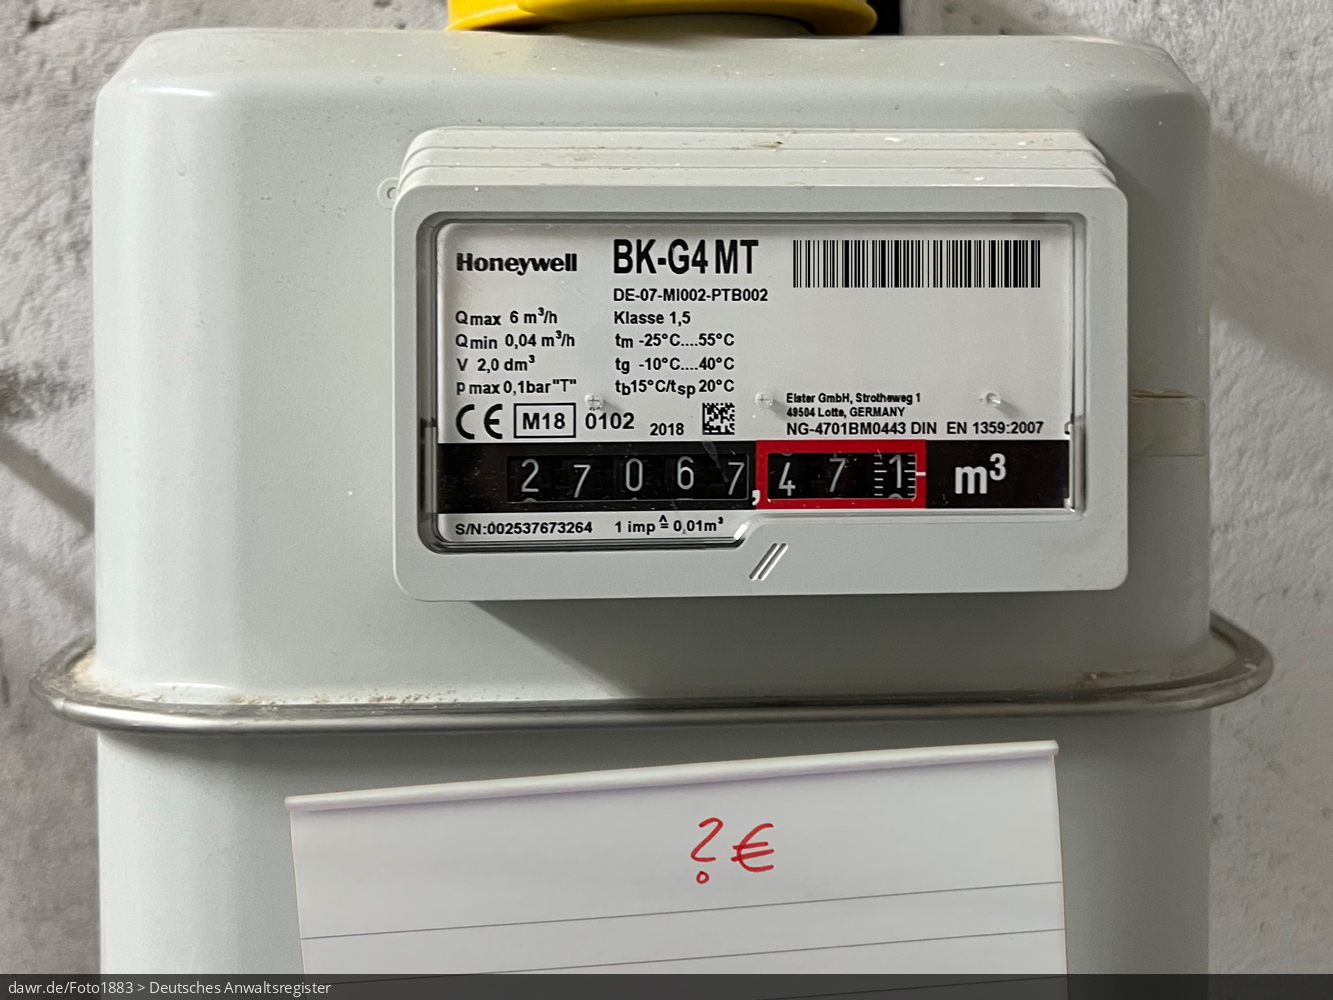 Honeywell
BK-G4 MT
DE-07-MI002-PTB002
Qmax 6 m³/h
Klasse 1,5
Qmin 0,04 m³/h
tm -25°C....55°C
V 2,0 dm³
tg -10°C....40°C
pmax 0,1bar"T"
tb15°C/tsp 20°C
CE M18 0102
2018
Elster GmbH, Strotheweg 1
49504 Lotte, GERMANY
NG-4701BM0443 DIN EN 1359:2007
27067,471 m³
S/N:002537673264
1 imp ≙ 0,01m³
?€
dawr.de/Foto1883 > Deutsches Anwaltsregister